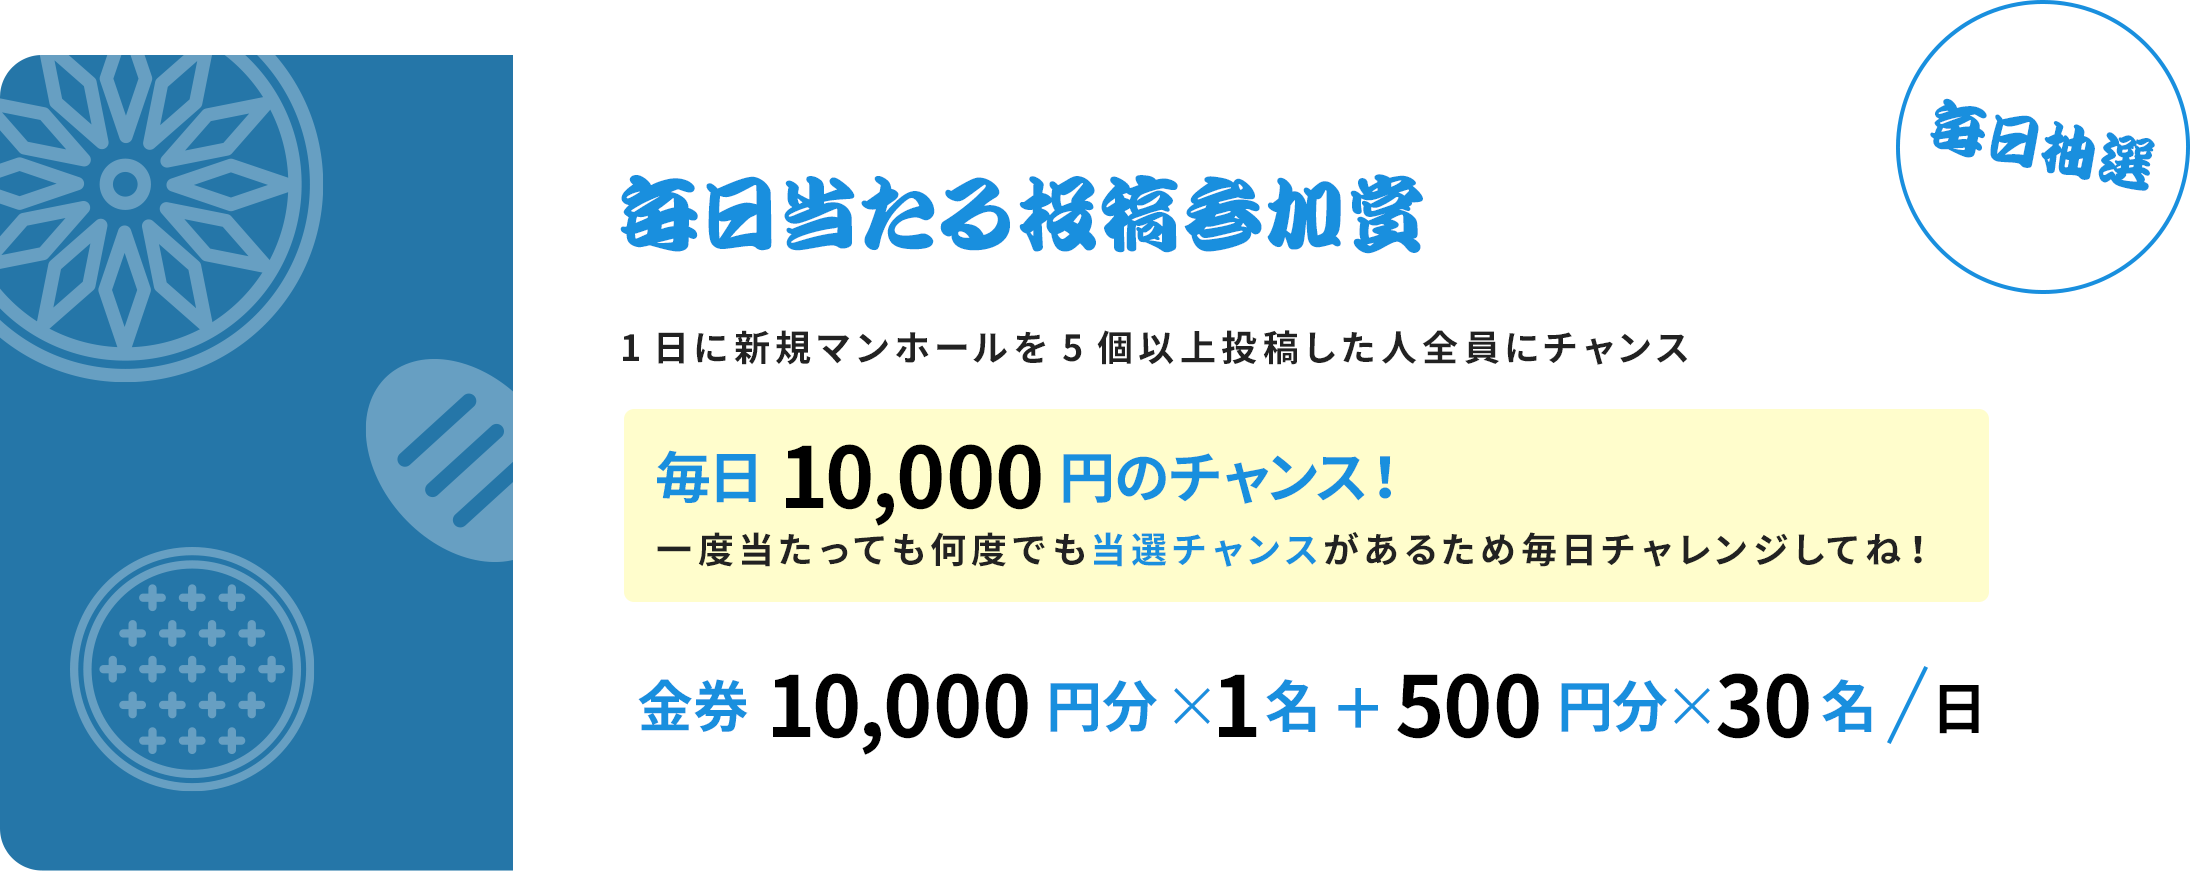 毎日抽選
毎日当たる投稿参加賞
1日に新規マンホールを5個以上投稿した人全員にチャンス
毎日 10,000 円のチャンス！
一度当たっても何度でも当選チャンスがあるため毎日チャレンジしてね！
金券 10,000 円分×1名＋500 円分×30名／日